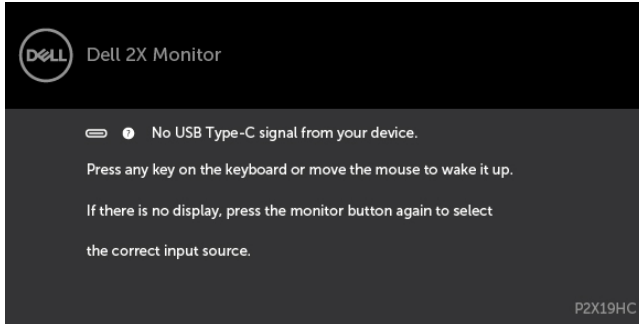 DELL
Dell 2X Monitor
? No USB Type-C signal from your device.
Press any key on the keyboard or move the mouse to wake it up.
If there is no display, press the monitor button again to select
the correct input source.
P2X19HC